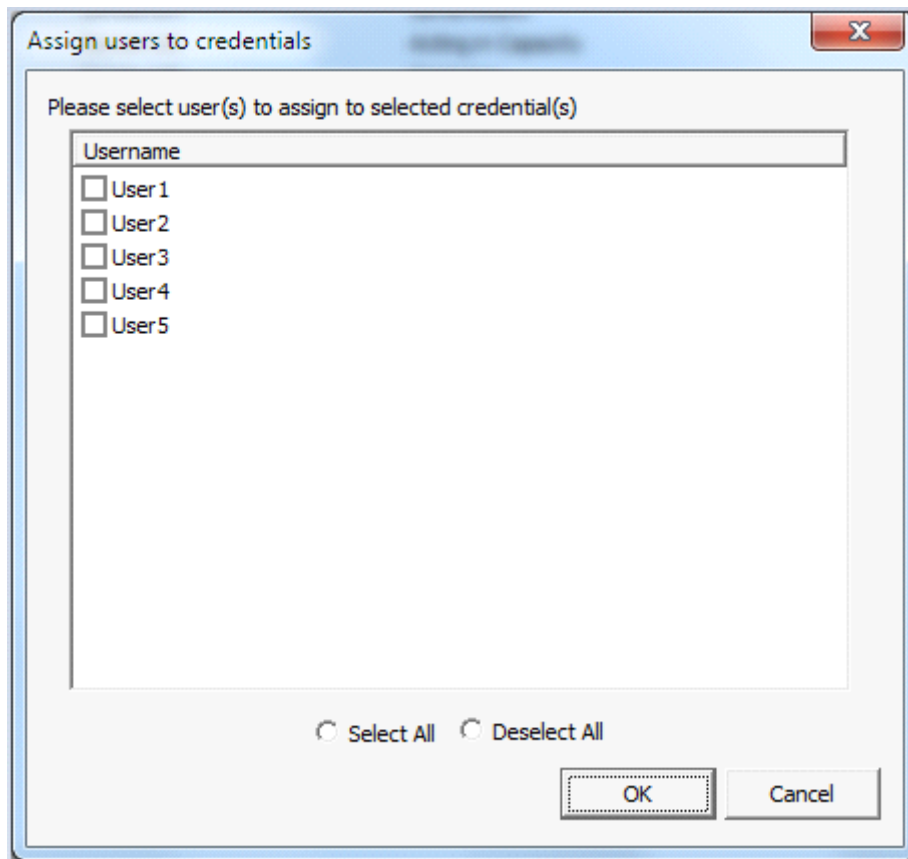 Assign users to credentials
Please select user(s) to assign to selected credential(s)
Username
User1
User2
User3
User4
User5
Select All Deselect All
OK Cancel